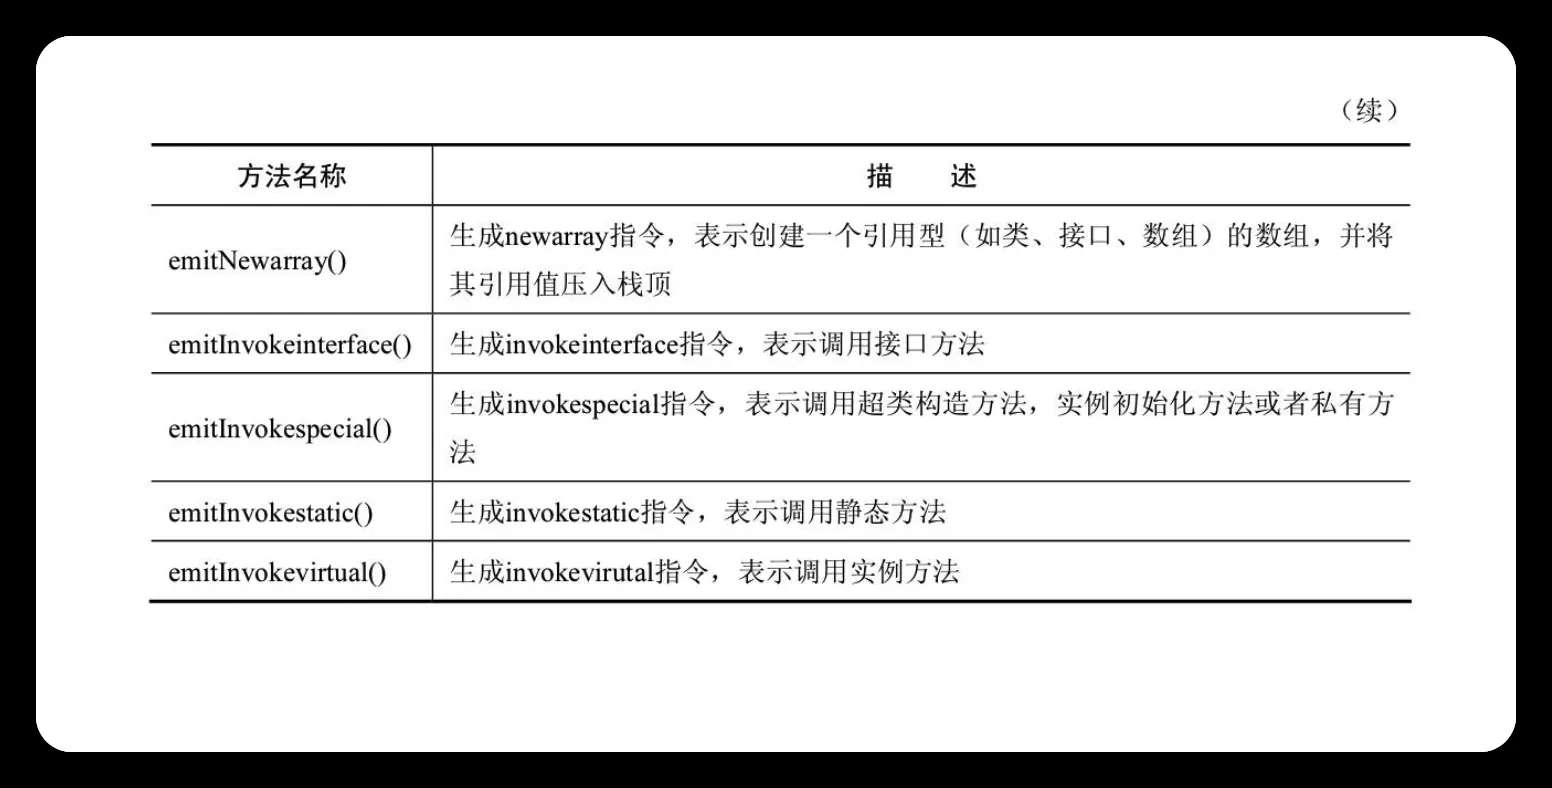 （续）
方法名称
描 述
emitNewarray()
生成newarray指令，表示创建一个引用型（如类、接口、数组）的数组，并将
其引用值压入栈顶
emitInvokeinterface()
生成invokeinterface指令，表示调用接口方法
emitInvokespecial()
生成invokespecial指令，表示调用超类构造方法，实例初始化方法或者私有方
法
emitInvokestatic()
生成invokestatic指令，表示调用静态方法
emitInvokevirtual()
生成invokevirutal指令，表示调用实例方法